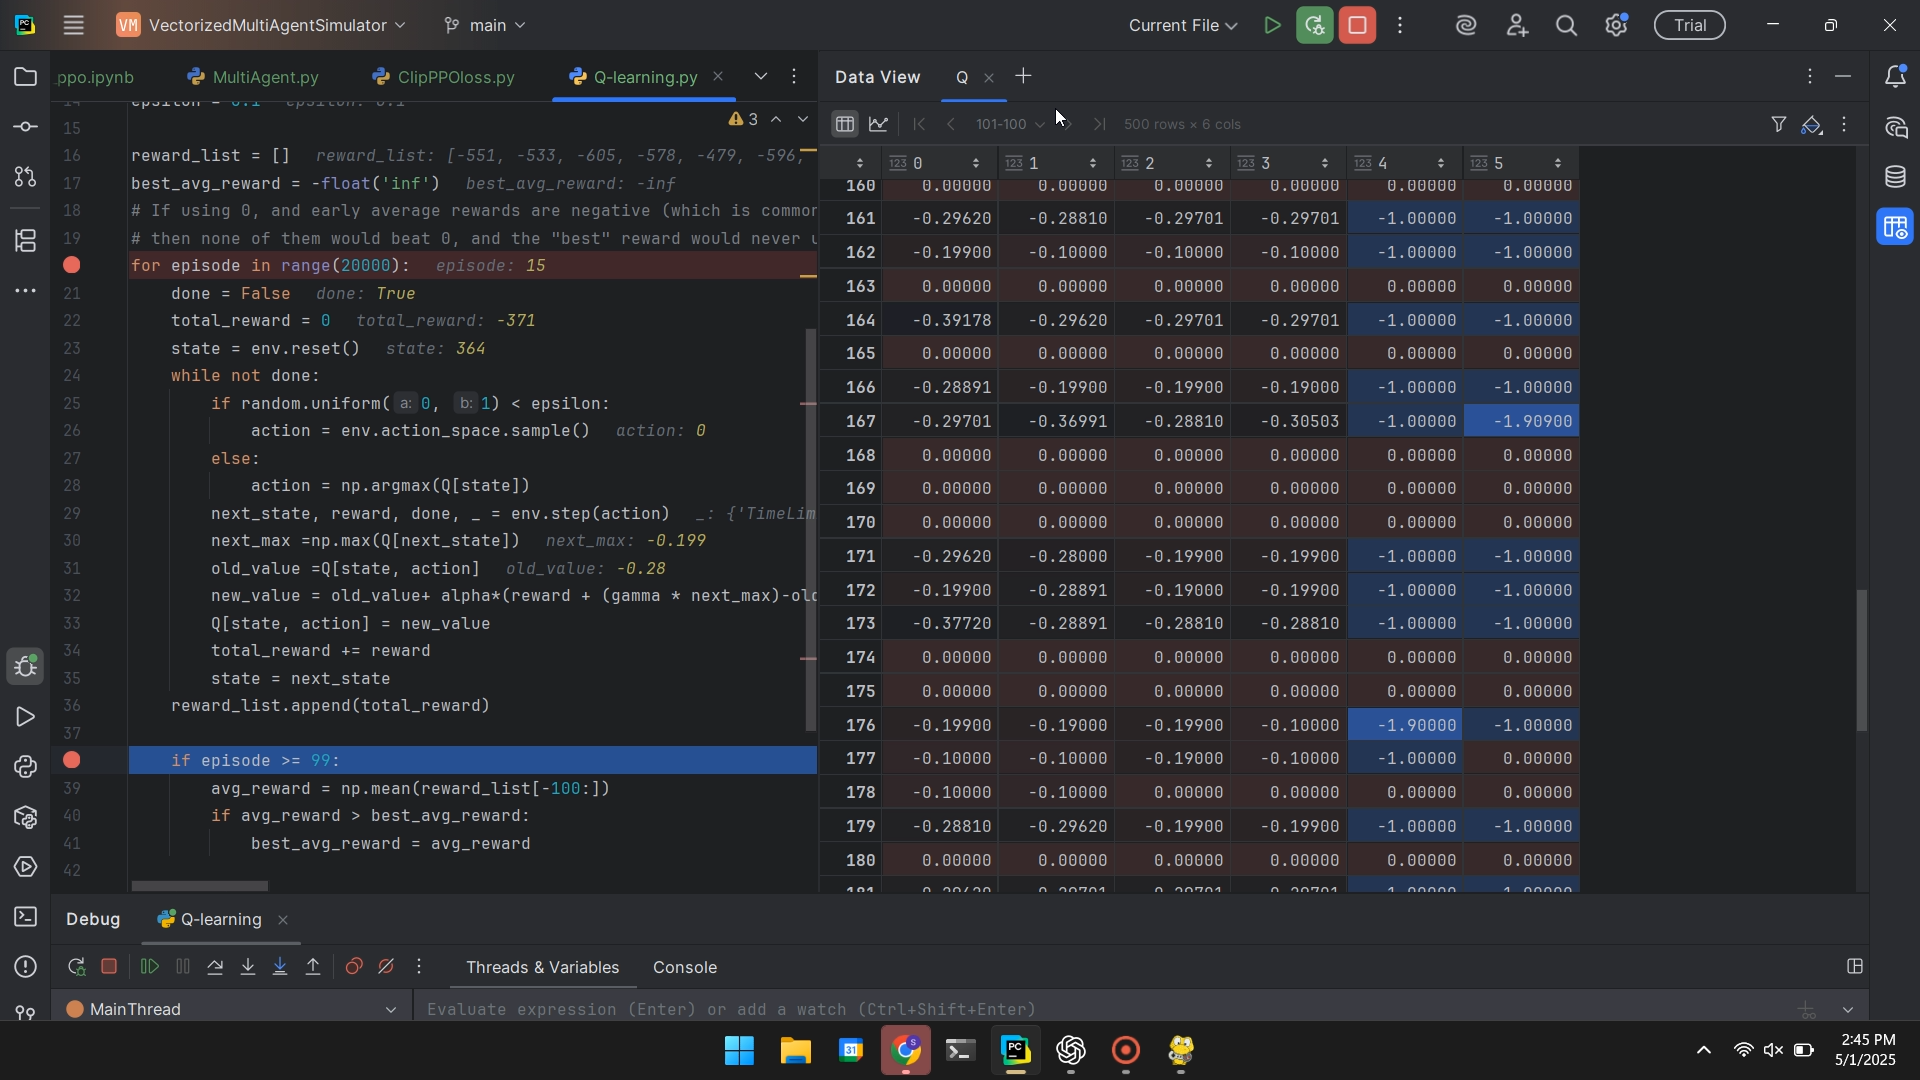 PC VM VectorizedMultiAgentSimulator main Current File Trial
ppo.ipynb MultiAgent.py ClipPPOloss.py Q-learning.py
Data View Q
101-100 500 rows × 6 cols
3
14 epsilon = 0.1 epsilon: 0.1
15
16 reward_list = [] reward_list: [-551, -533, -605, -578, -479, -596,
17 best_avg_reward = -float('inf') best_avg_reward: -inf
18 # If using 0, and early average rewards are negative (which is common
19 # then none of them would beat 0, and the "best" reward would never u
for episode in range(20000): episode: 15
21 done = False done: True
22 total_reward = 0 total_reward: -371
23 state = env.reset() state: 364
24 while not done:
25 if random.uniform( a: 0, b: 1) < epsilon:
26 action = env.action_space.sample() action: 0
27 else:
28 action = np.argmax(Q[state])
29 next_state, reward, done, _ = env.step(action) _: {'TimeLim
30 next_max =np.max(Q[next_state]) next_max: -0.199
31 old_value =Q[state, action] old_value: -0.28
32 new_value = old_value+ alpha*(reward + (gamma * next_max)-old
33 Q[state, action] = new_value
34 total_reward += reward
35 state = next_state
36 reward_list.append(total_reward)
37
if episode >= 99:
39 avg_reward = np.mean(reward_list[-100:])
40 if avg_reward > best_avg_reward:
41 best_avg_reward = avg_reward
42
123 0 123 1 123 2 123 3 123 4 123 5
160 0.00000 0.00000 0.00000 0.00000 0.00000 0.00000
161 -0.29620 -0.28810 -0.29701 -0.29701 -1.00000 -1.00000
162 -0.19900 -0.10000 -0.10000 -0.10000 -1.00000 -1.00000
163 0.00000 0.00000 0.00000 0.00000 0.00000 0.00000
164 -0.39178 -0.29620 -0.29701 -0.29701 -1.00000 -1.00000
165 0.00000 0.00000 0.00000 0.00000 0.00000 0.00000
166 -0.28891 -0.19900 -0.19900 -0.19000 -1.00000 -1.00000
167 -0.29701 -0.36991 -0.28810 -0.30503 -1.00000 -1.90900
168 0.00000 0.00000 0.00000 0.00000 0.00000 0.00000
169 0.00000 0.00000 0.00000 0.00000 0.00000 0.00000
170 0.00000 0.00000 0.00000 0.00000 0.00000 0.00000
171 -0.29620 -0.28000 -0.19900 -0.19900 -1.00000 -1.00000
172 -0.19900 -0.28891 -0.19000 -0.19900 -1.00000 -1.00000
173 -0.37720 -0.28891 -0.28810 -0.28810 -1.00000 -1.00000
174 0.00000 0.00000 0.00000 0.00000 0.00000 0.00000
175 0.00000 0.00000 0.00000 0.00000 0.00000 0.00000
176 -0.19900 -0.19000 -0.19900 -0.10000 -1.90000 -1.00000
177 -0.10000 -0.10000 -0.19000 -0.10000 -1.00000 0.00000
178 -0.10000 -0.10000 0.00000 0.00000 0.00000 0.00000
179 -0.28810 -0.29620 -0.19900 -0.19900 -1.00000 -1.00000
180 0.00000 0.00000 0.00000 0.00000 0.00000 0.00000
181 -0.29620 -0.29701 -0.29701 -0.29701 -1.00000 -1.00000
Debug Q-learning
Threads & Variables Console
MainThread Evaluate expression (Enter) or add a watch (Ctrl+Shift+Enter)
31 S PC
2:45 PM
5/1/2025